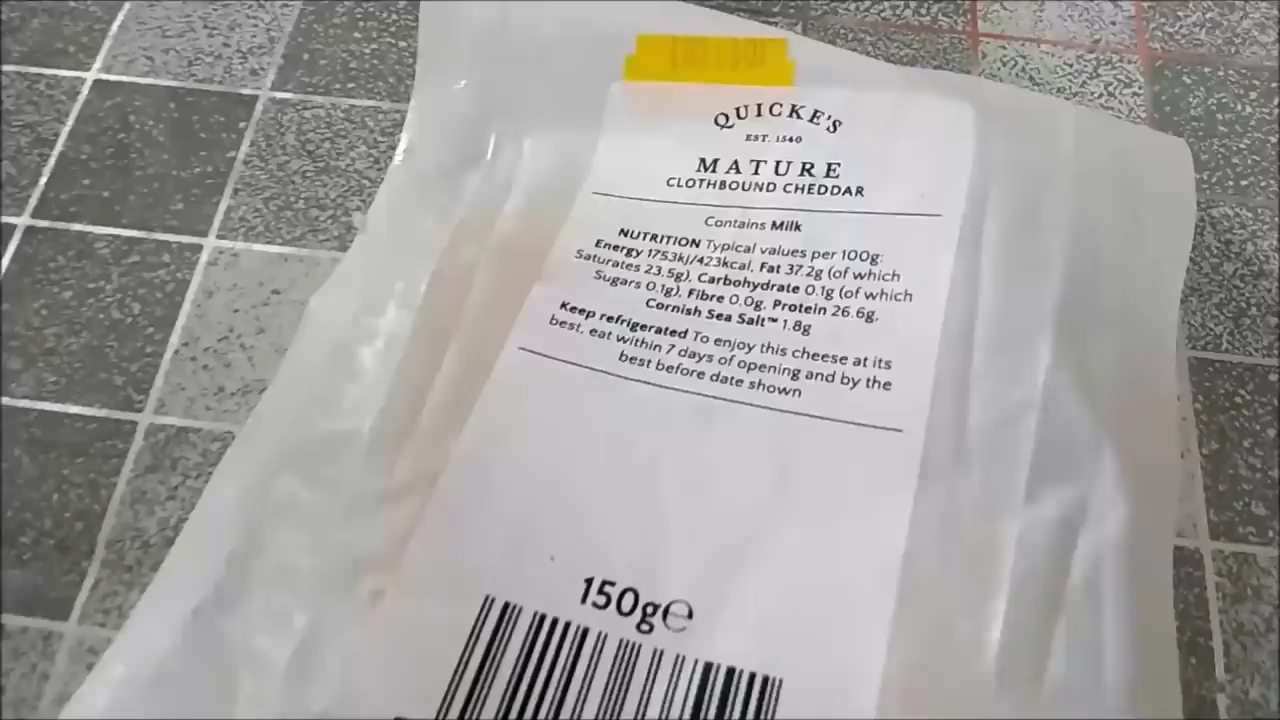 QUICKE'S
EST. 1540
MATURE
CLOTHBOUND CHEDDAR
Contains Milk
NUTRITION Typical values per 100g:
Energy 1753kJ/423kcal, Fat 37.2g (of which
Saturates 23.5g), Carbohydrate 0.1g (of which
Sugars 0.1g), Fibre 0.0g, Protein 26.6g,
Cornish Sea Salt™ 1.8g
Keep refrigerated To enjoy this cheese at its
best, eat within 7 days of opening and by the
best before date shown
150g℮